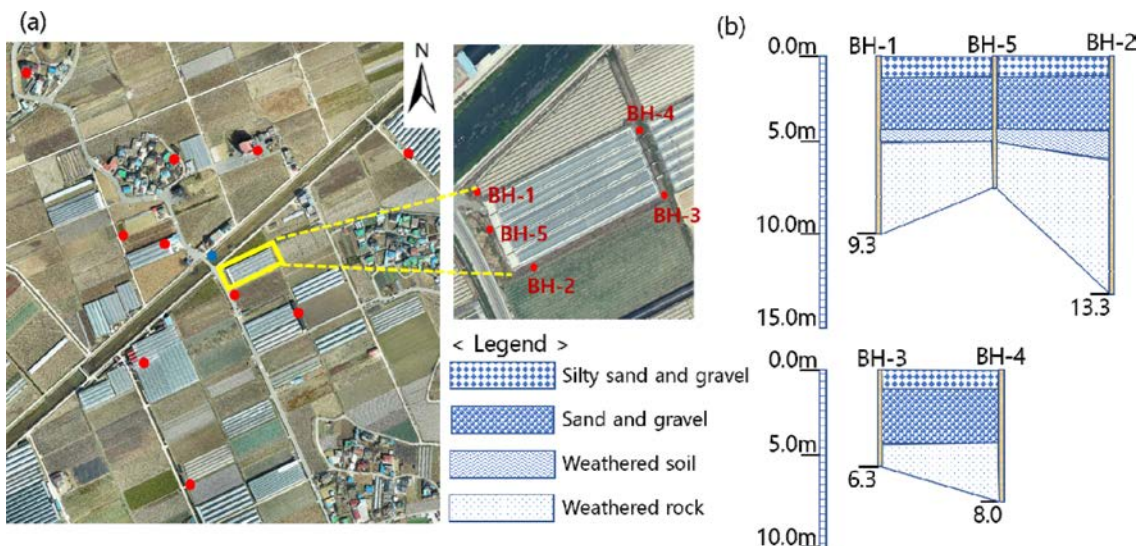 (a)
N
BH-4
BH-1
BH-3
BH-5
BH-2
< Legend >
Silty sand and gravel
Sand and gravel
Weathered soil
Weathered rock
(b)
BH-1 BH-5 BH-2
0.0m
5.0m
10.0m
9.3
13.3
15.0m
BH-3 BH-4
0.0m
5.0m
6.3
8.0
10.0m